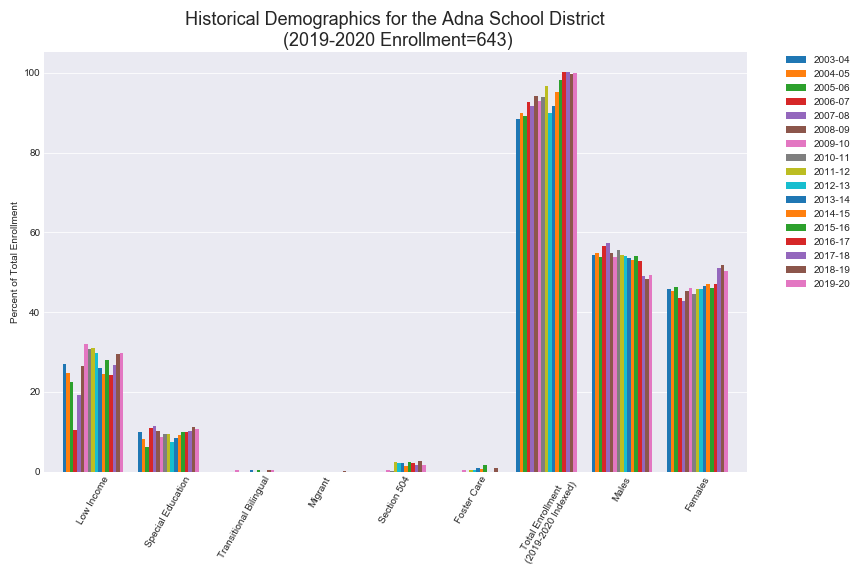 Historical Demographics for the Adna School District
(2019-2020 Enrollment=643)
Percent of Total Enrollment
100
80
60
40
20
0
Low Income
Special Education
Transitional Bilingual
Migrant
Section 504
Foster Care
Total Enrollment
(2019-2020 Indexed)
Males
Females
2003-04
2004-05
2005-06
2006-07
2007-08
2008-09
2009-10
2010-11
2011-12
2012-13
2013-14
2014-15
2015-16
2016-17
2017-18
2018-19
2019-20